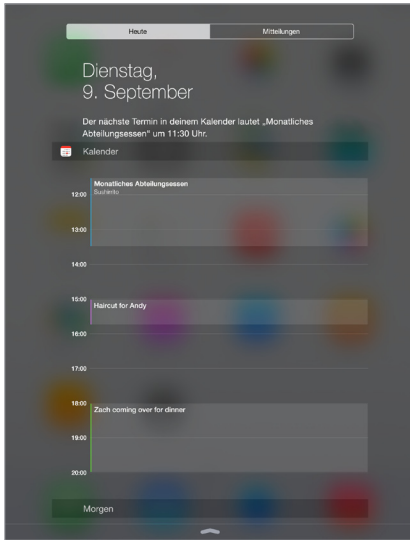 Heute
Mitteilungen
Dienstag,
9. September
Der nächste Termin in deinem Kalender lautet „Monatliches
Abteilungsessen“ um 11:30 Uhr.
Kalender
Monatliches Abteilungsessen
Sushirito
12:00
13:00
14:00
15:00
Haircut for Andy
16:00
17:00
18:00
Zach coming over for dinner
19:00
20:00
Morgen